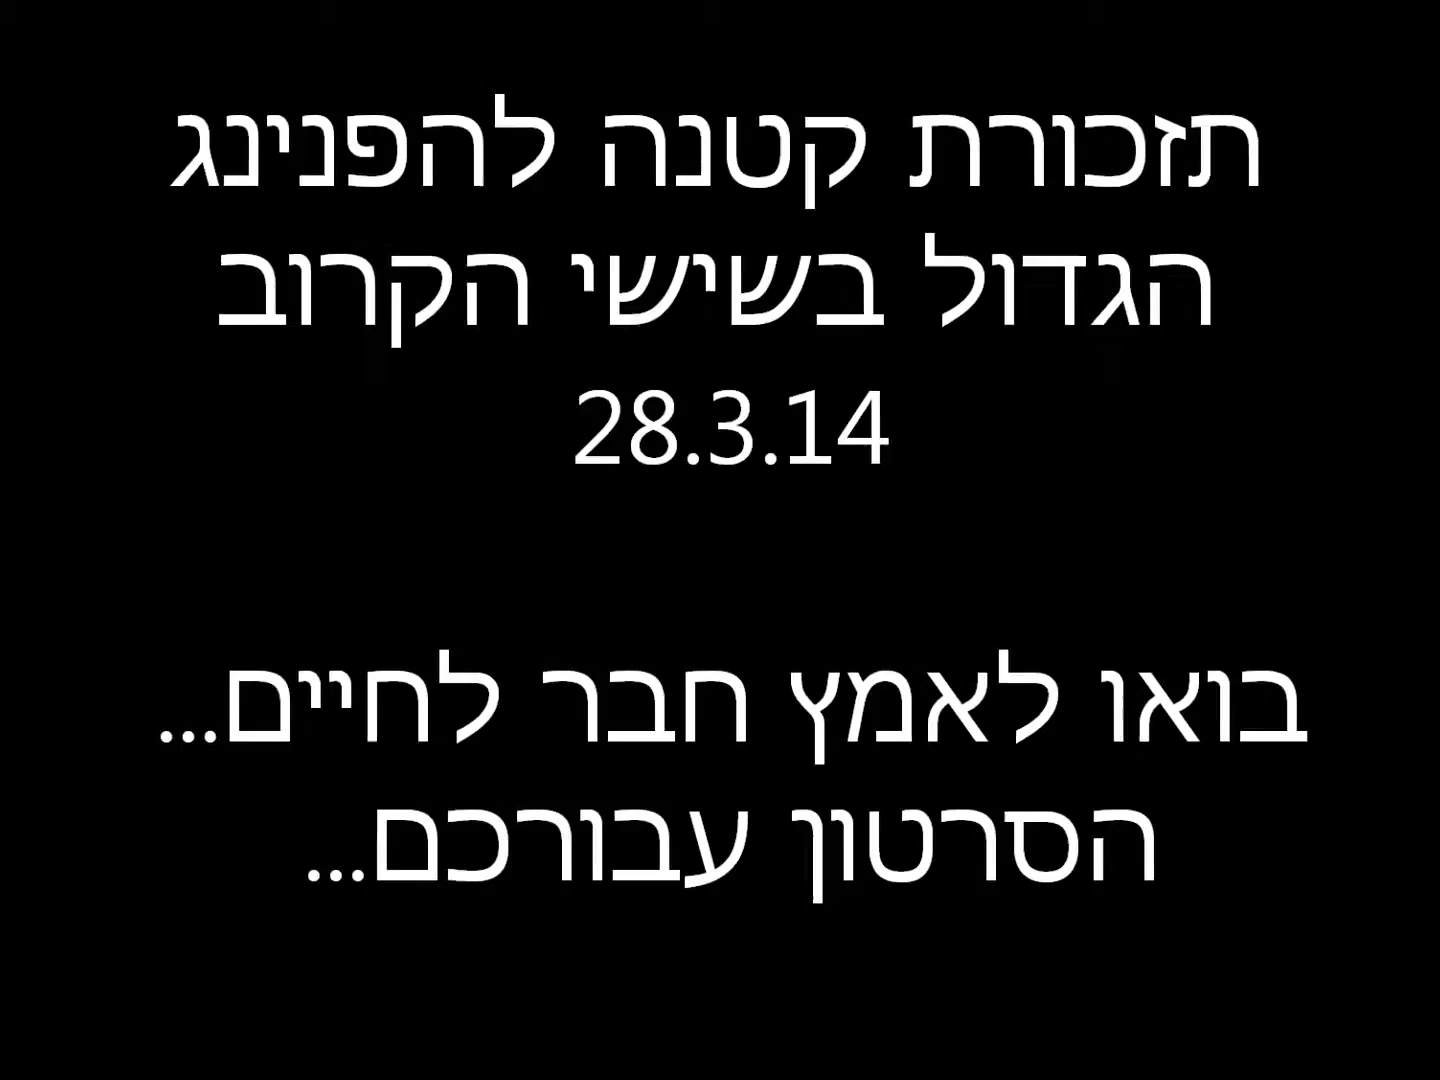 תזכורת קטנה להפנינג
הגדול בשישי הקרוב
28.3.14
בואו לאמץ חבר לחיים...
הסרטון עבורכם...